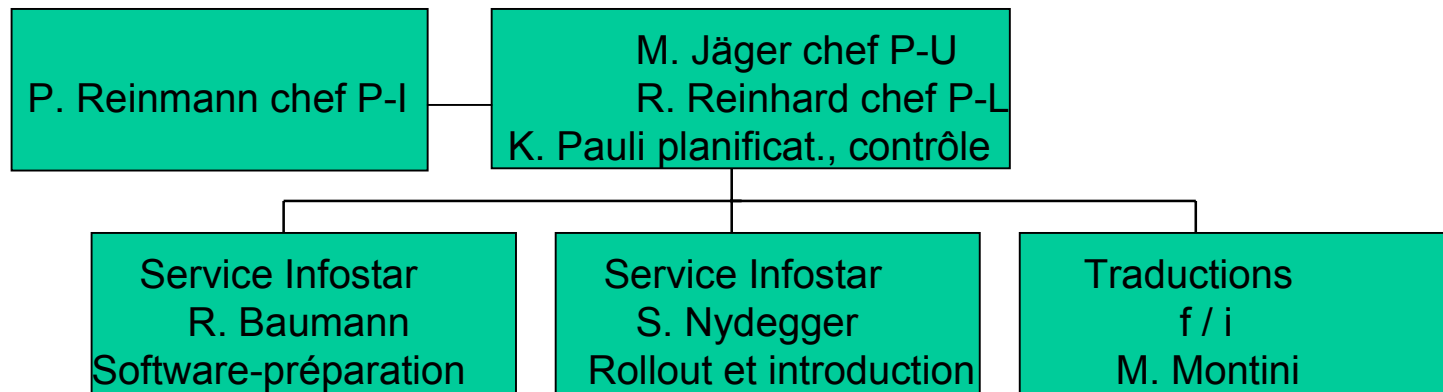 P. Reinmann chef P-I
M. Jäger chef P-U
R. Reinhard chef P-L
K. Pauli planificat., contrôle
Service Infostar
R. Baumann
Software-préparation
Service Infostar
S. Nydegger
Rollout et introduction
Traductions
f / i
M. Montini